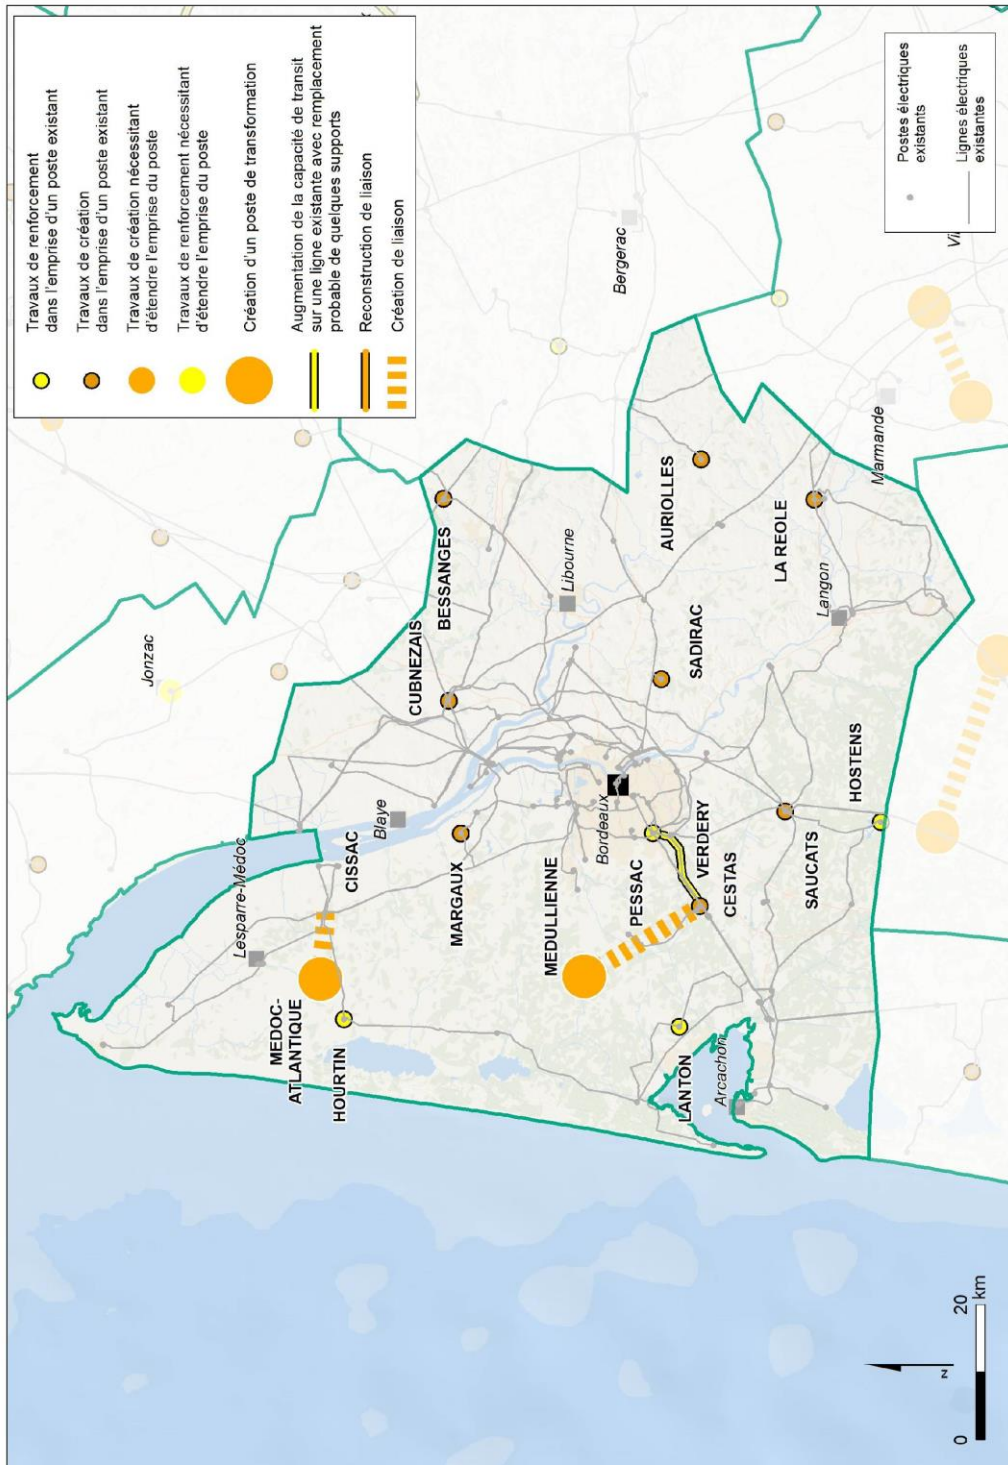 Travaux de renforcement
dans l'emprise d'un poste existant
Travaux de création
dans l'emprise d'un poste existant
Travaux de création nécessitant
d'étendre l'emprise du poste
Travaux de renforcement nécessitant
d'étendre l'emprise du poste
Création d'un poste de transformation
Augmentation de la capacité de transit
sur une ligne existante avec remplacement
probable de quelques supports
Reconstruction de liaison
Création de liaison
Jonzac
Lesparre-Médoc
CISSAC
Blaye
MEDOC-
ATLANTIQUE
HOURTIN
MARGAUX
CUBNEZAIS
BESSANGES
Libourne
Bergerac
MEDULLIENNE
Bordeaux
PESSAC
VERDERY
CESTAS
SADIRAC
AURIOLLES
LANTON
Arcachon
SAUCATS
HOSTENS
LA REOLE
Langon
Marmande
Postes électriques
existants
Lignes électriques
existantes
N
0
20
km